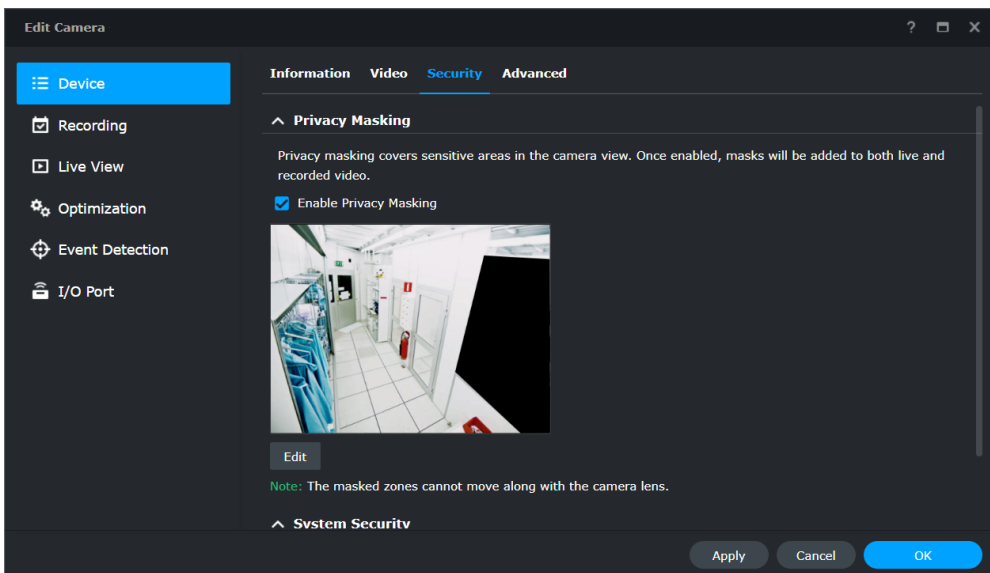 Edit Camera
?
Device
Recording
Live View
Optimization
Event Detection
I/O Port
Information Video Security Advanced
Privacy Masking
Privacy masking covers sensitive areas in the camera view. Once enabled, masks will be added to both live and
recorded video.
Enable Privacy Masking
Edit
Note: The masked zones cannot move along with the camera lens.
System Security
Apply Cancel OK